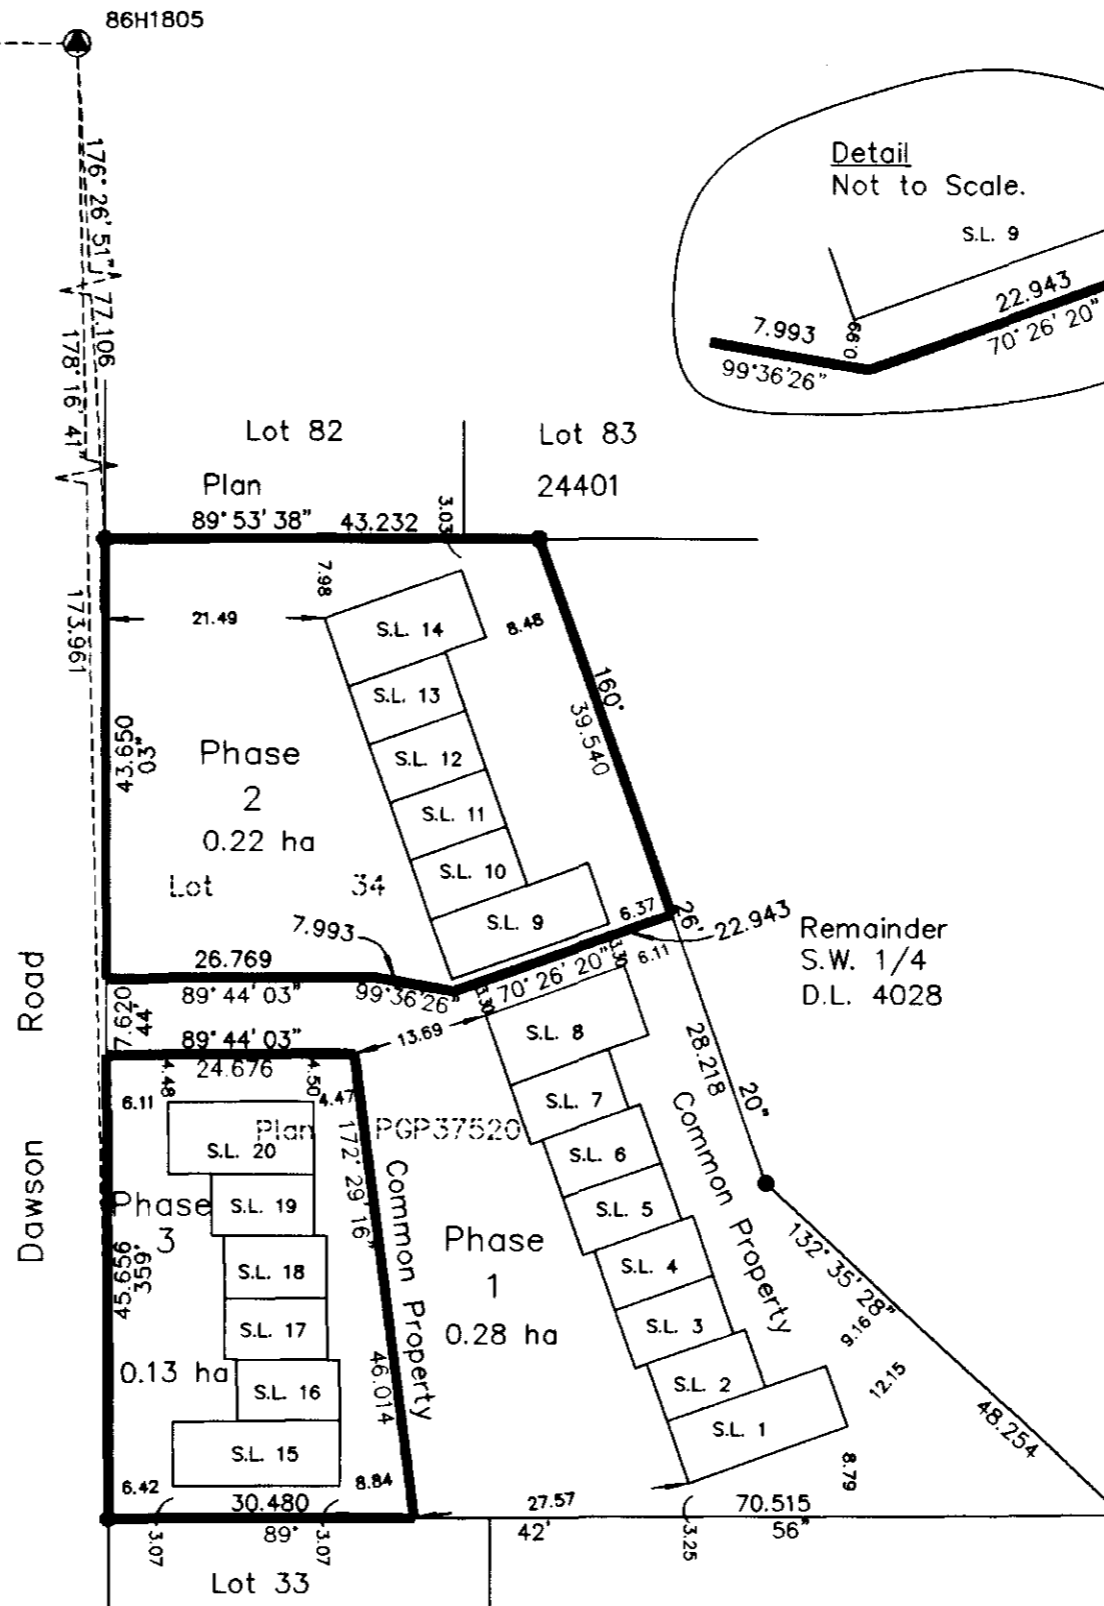 86H1805
176° 26' 51"
77.106
178° 16' 41"
173.961
Detail
Not to Scale.
S.L. 9
22.943
70° 26' 20"
7.993
0.99
99°36'26"
Lot 82
Lot 83
Plan
24401
89° 53' 38" 43.232
3.03
7.98
21.49
S.L. 14
8.48
S.L. 13
160°
39.540
43.650
03"
Phase
2
0.22 ha
S.L. 12
S.L. 11
S.L. 10
Lot 34
S.L. 9
6.37
26'
22.943
7.993
26.769
89° 44' 03"
99°36'26"
70° 26' 20"
3.30
3.30
6.11
Remainder
S.W. 1/4
D.L. 4028
Dawson Road
7.620
44'
89° 44' 03"
24.676
13.69
S.L. 8
28.218
20"
4.48
4.50
4.47
6.11
Plan PGP37520
S.L. 7
S.L. 20
S.L. 6
172° 29' 16"
Common Property
Common Property
Phase
3
S.L. 19
S.L. 5
Phase
1
0.28 ha
S.L. 18
S.L. 4
132° 35' 28"
45.656
359°
S.L. 17
S.L. 3
9.16
0.13 ha
46.014
S.L. 16
S.L. 2
12.15
S.L. 15
S.L. 1
48.254
8.79
6.42
8.84
30.480
89°
27.57
42'
70.515
56"
3.07
3.07
3.25
Lot 33